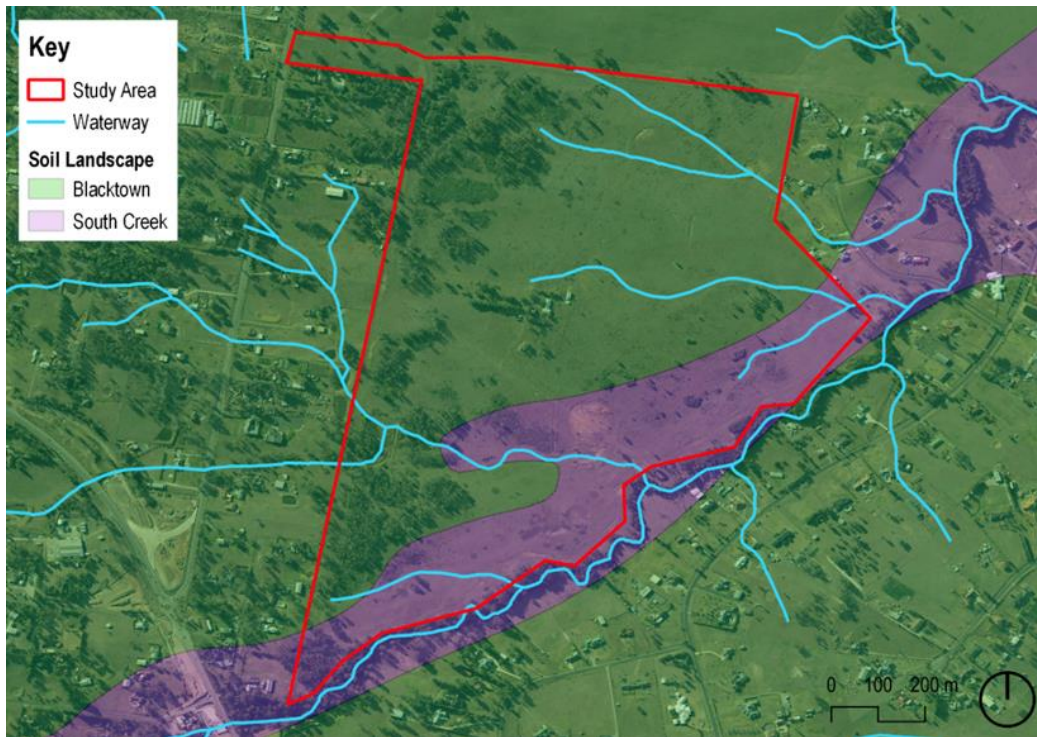 Key
Study Area
Waterway
Soil Landscape
Blacktown
South Creek
0 100 200 m